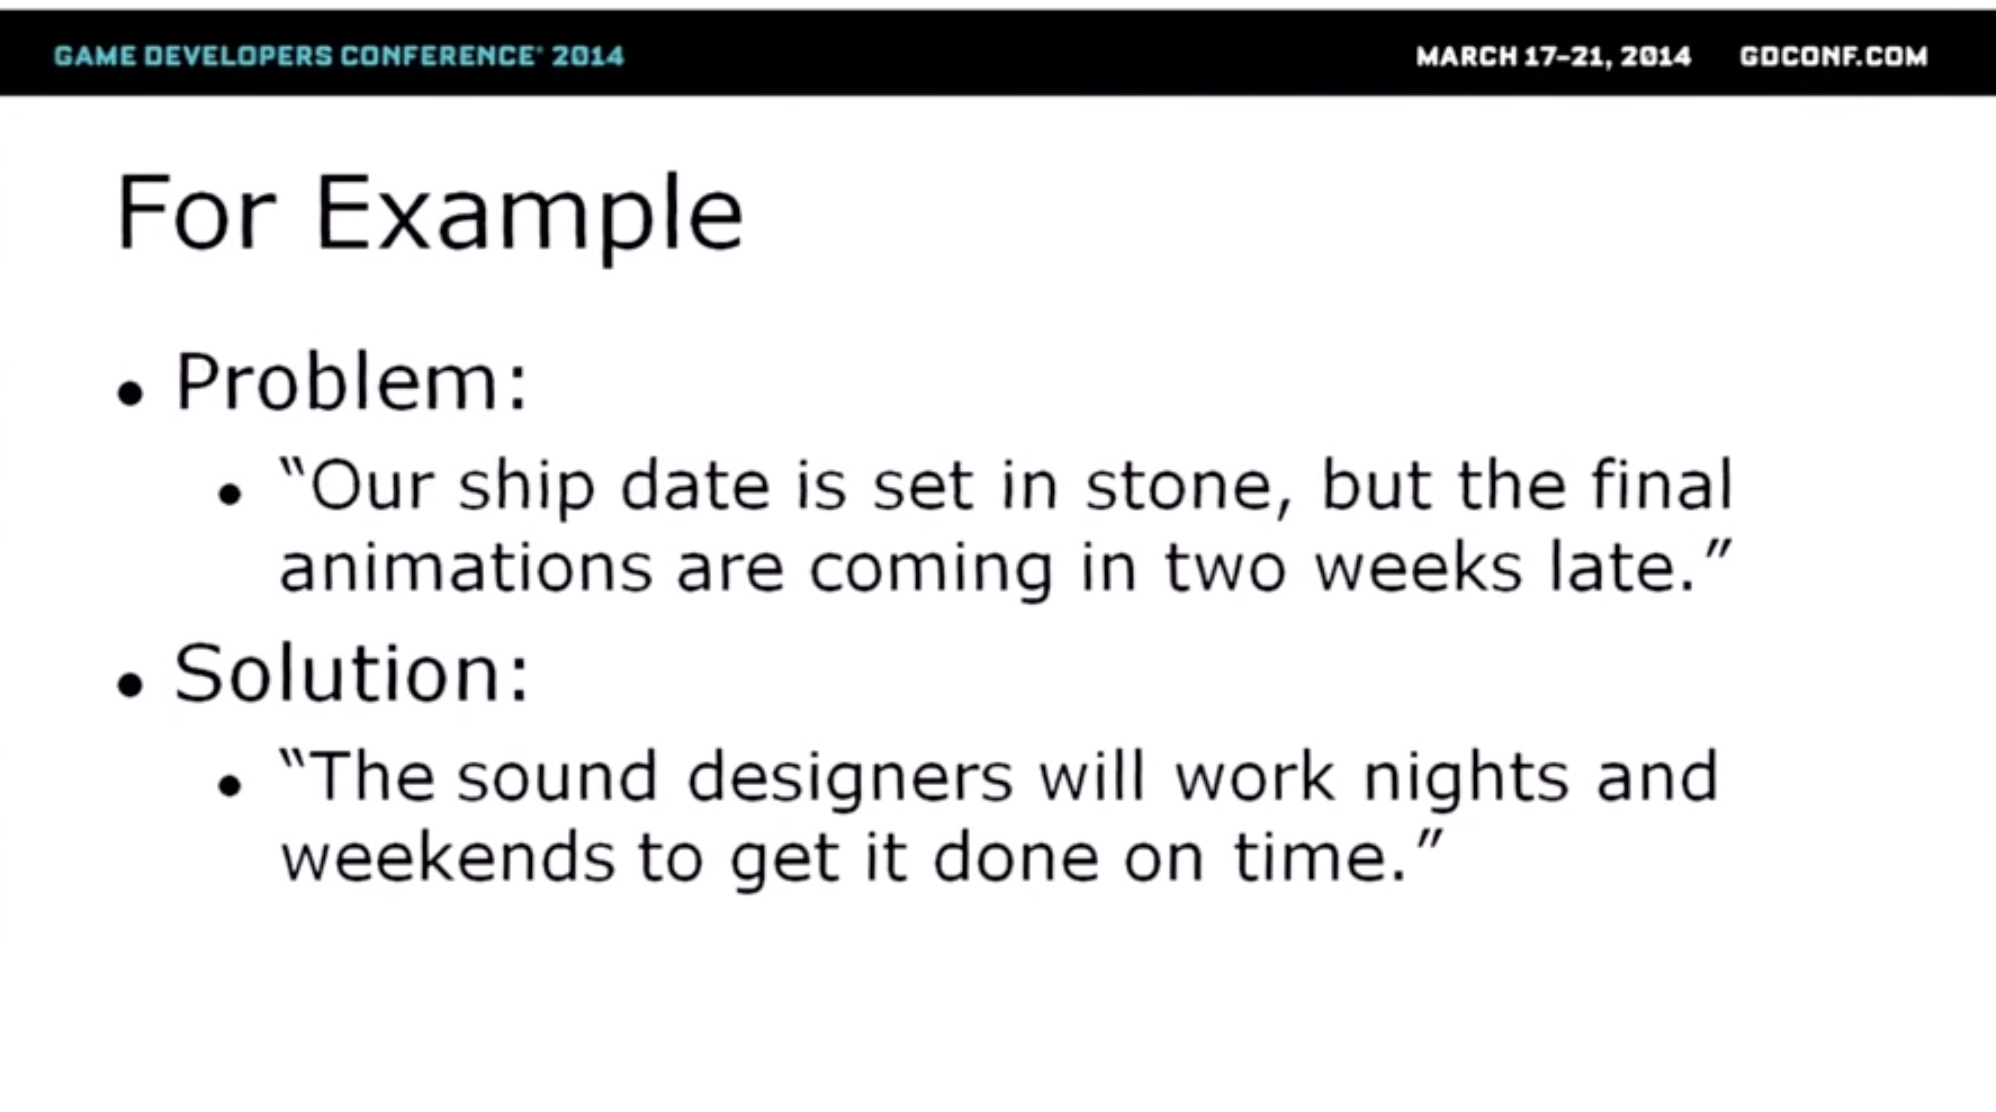 GAME DEVELOPERS CONFERENCE® 2014
MARCH 17–21, 2014 GDCONF.COM
For Example
• Problem:
• “Our ship date is set in stone, but the final
animations are coming in two weeks late.”
• Solution:
• “The sound designers will work nights and
weekends to get it done on time.”